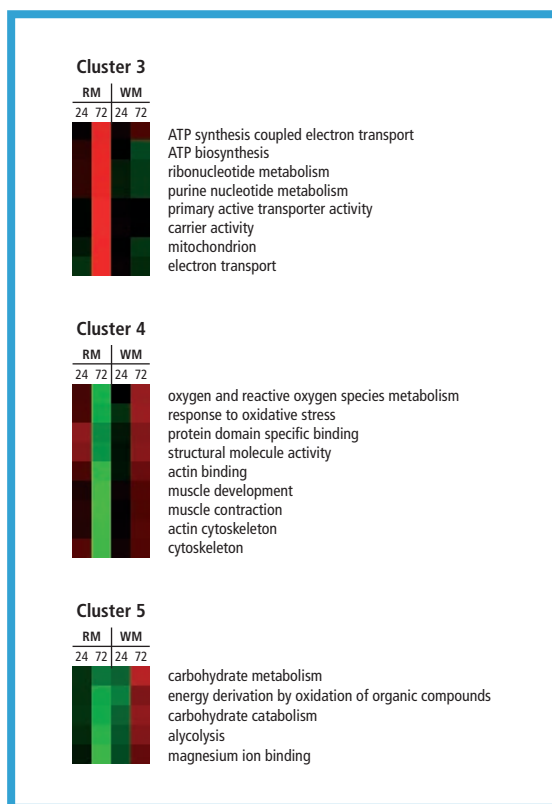 Cluster 3
RM WM
24 72 24 72
ATP synthesis coupled electron transport
ATP biosynthesis
ribonucleotide metabolism
purine nucleotide metabolism
primary active transporter activity
carrier activity
mitochondrion
electron transport
Cluster 4
RM WM
24 72 24 72
oxygen and reactive oxygen species metabolism
response to oxidative stress
protein domain specific binding
structural molecule activity
actin binding
muscle development
muscle contraction
actin cytoskeleton
cytoskeleton
Cluster 5
RM WM
24 72 24 72
carbohydrate metabolism
energy derivation by oxidation of organic compounds
carbohydrate catabolism
alycolysis
magnesium ion binding